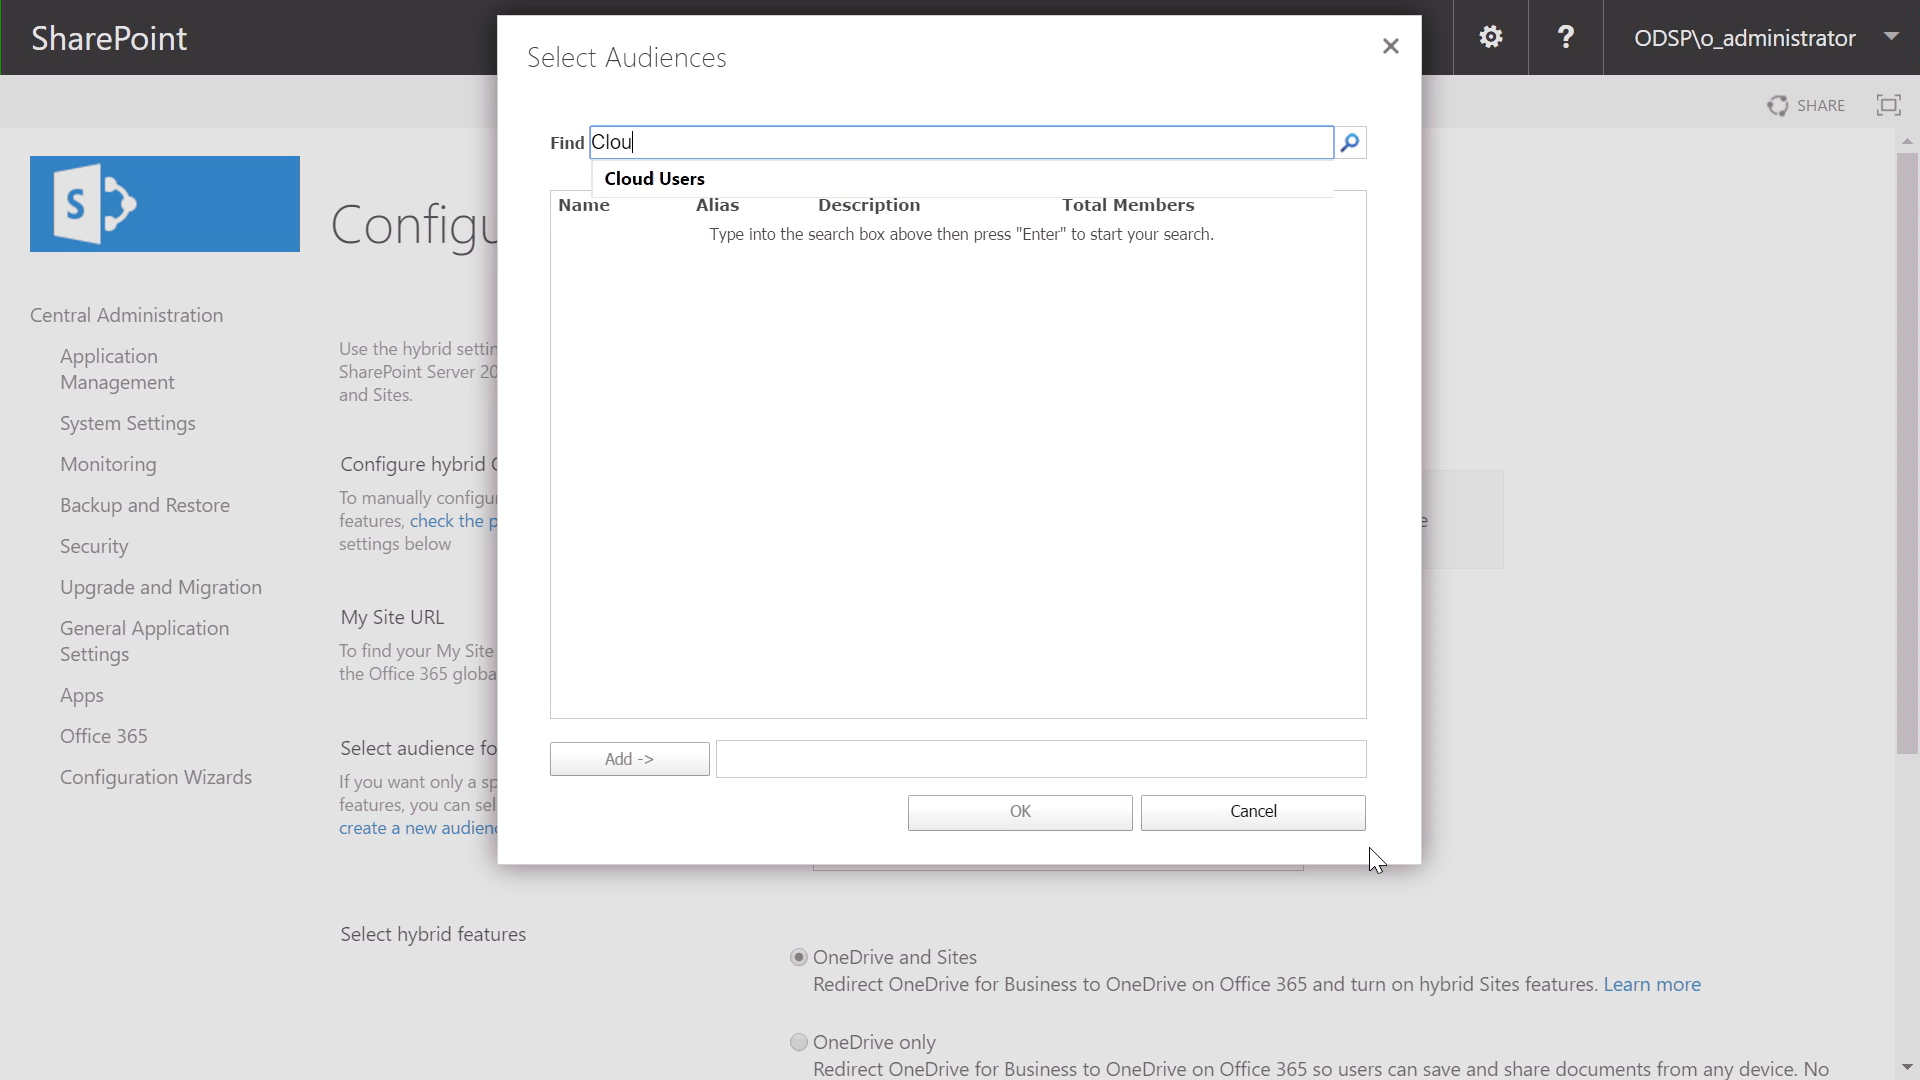 SharePoint
ODSP\o_administrator
SHARE
Select Audiences
Find Clou
Cloud Users
Name Alias Description Total Members
Type into the search box above then press "Enter" to start your search.
Add ->
OK
Cancel
S
Configu
Central Administration
Application
Management
System Settings
Monitoring
Backup and Restore
Security
Upgrade and Migration
General Application
Settings
Apps
Office 365
Configuration Wizards
Use the hybrid settin
SharePoint Server 20
and Sites.
Configure hybrid
To manually configu
features, check the p
settings below
My Site URL
To find your My Site
the Office 365 globa
Select audience fo
If you want only a sp
features, you can sel
create a new audien
Select hybrid features
OneDrive and Sites
Redirect OneDrive for Business to OneDrive on Office 365 and turn on hybrid Sites features. Learn more
OneDrive only
Redirect OneDrive for Business to OneDrive on Office 365 so users can save and share documents from any device. No